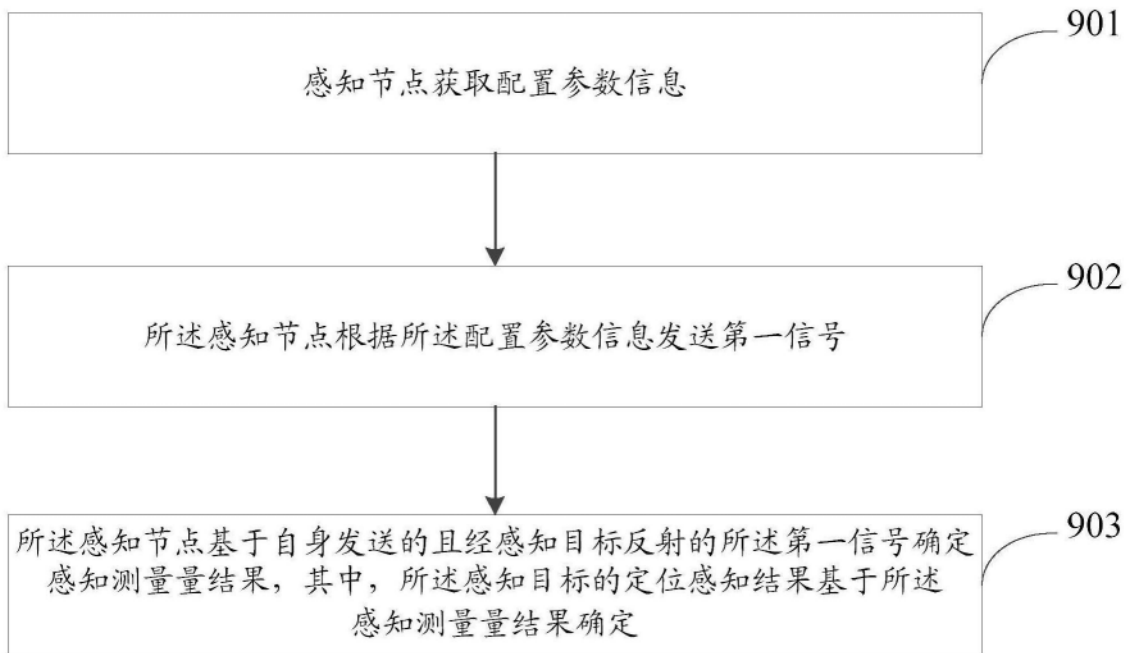 901
感知节点获取配置参数信息
902
所述感知节点根据所述配置参数信息发送第一信号
903
所述感知节点基于自身发送的且经感知目标反射的所述第一信号确定
感知测量量结果，其中，所述感知目标的定位感知结果基于所述
感知测量量结果确定